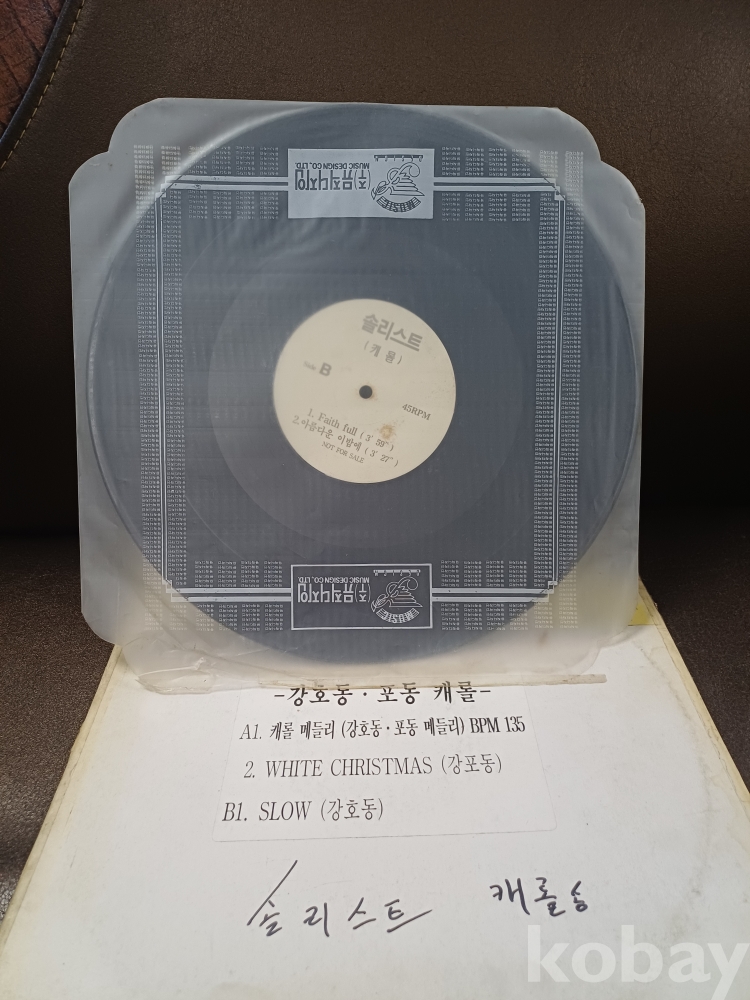 (주)뮤직디자인
MUSIC DESIGN CO., LTD.
솔리스트
(캐롤)
Side B
45RPM
1. Faith full ( 3′ 59″ )
2. 아름다운 이밤에 ( 3′ 27″ )
NOT FOR SALE
(주)뮤직디자인
MUSIC DESIGN CO., LTD.
-강호동·포동 캐롤-
A1. 캐롤 메들리 (강호동·포동 메들리) BPM 135
2. WHITE CHRISTMAS (강포동)
B1. SLOW (강호동)
솔리스트 캐롤송
kobay